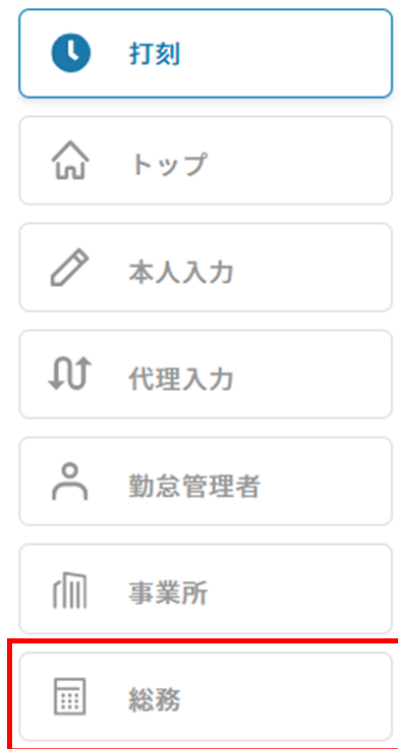 打刻
トップ
本人入力
代理入力
勤怠管理者
事業所
総務